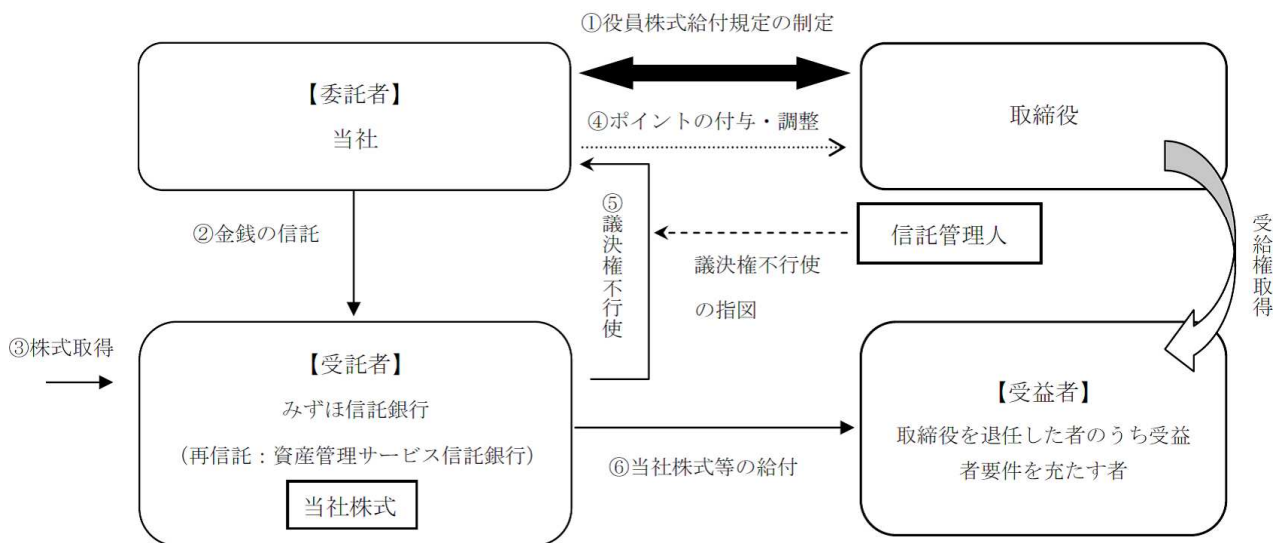 ①役員株式給付規定の制定
【委託者】
当社
④ポイントの付与・調整
取締役
②金銭の信託
⑤議決権不行使
信託管理人
議決権不行使
の指図
受給権取得
③株式取得
【受託者】
みずほ信託銀行
(再信託：資産管理サービス信託銀行)
当社株式
⑥当社株式等の給付
【受益者】
取締役を退任した者のうち受益
者要件を充たす者